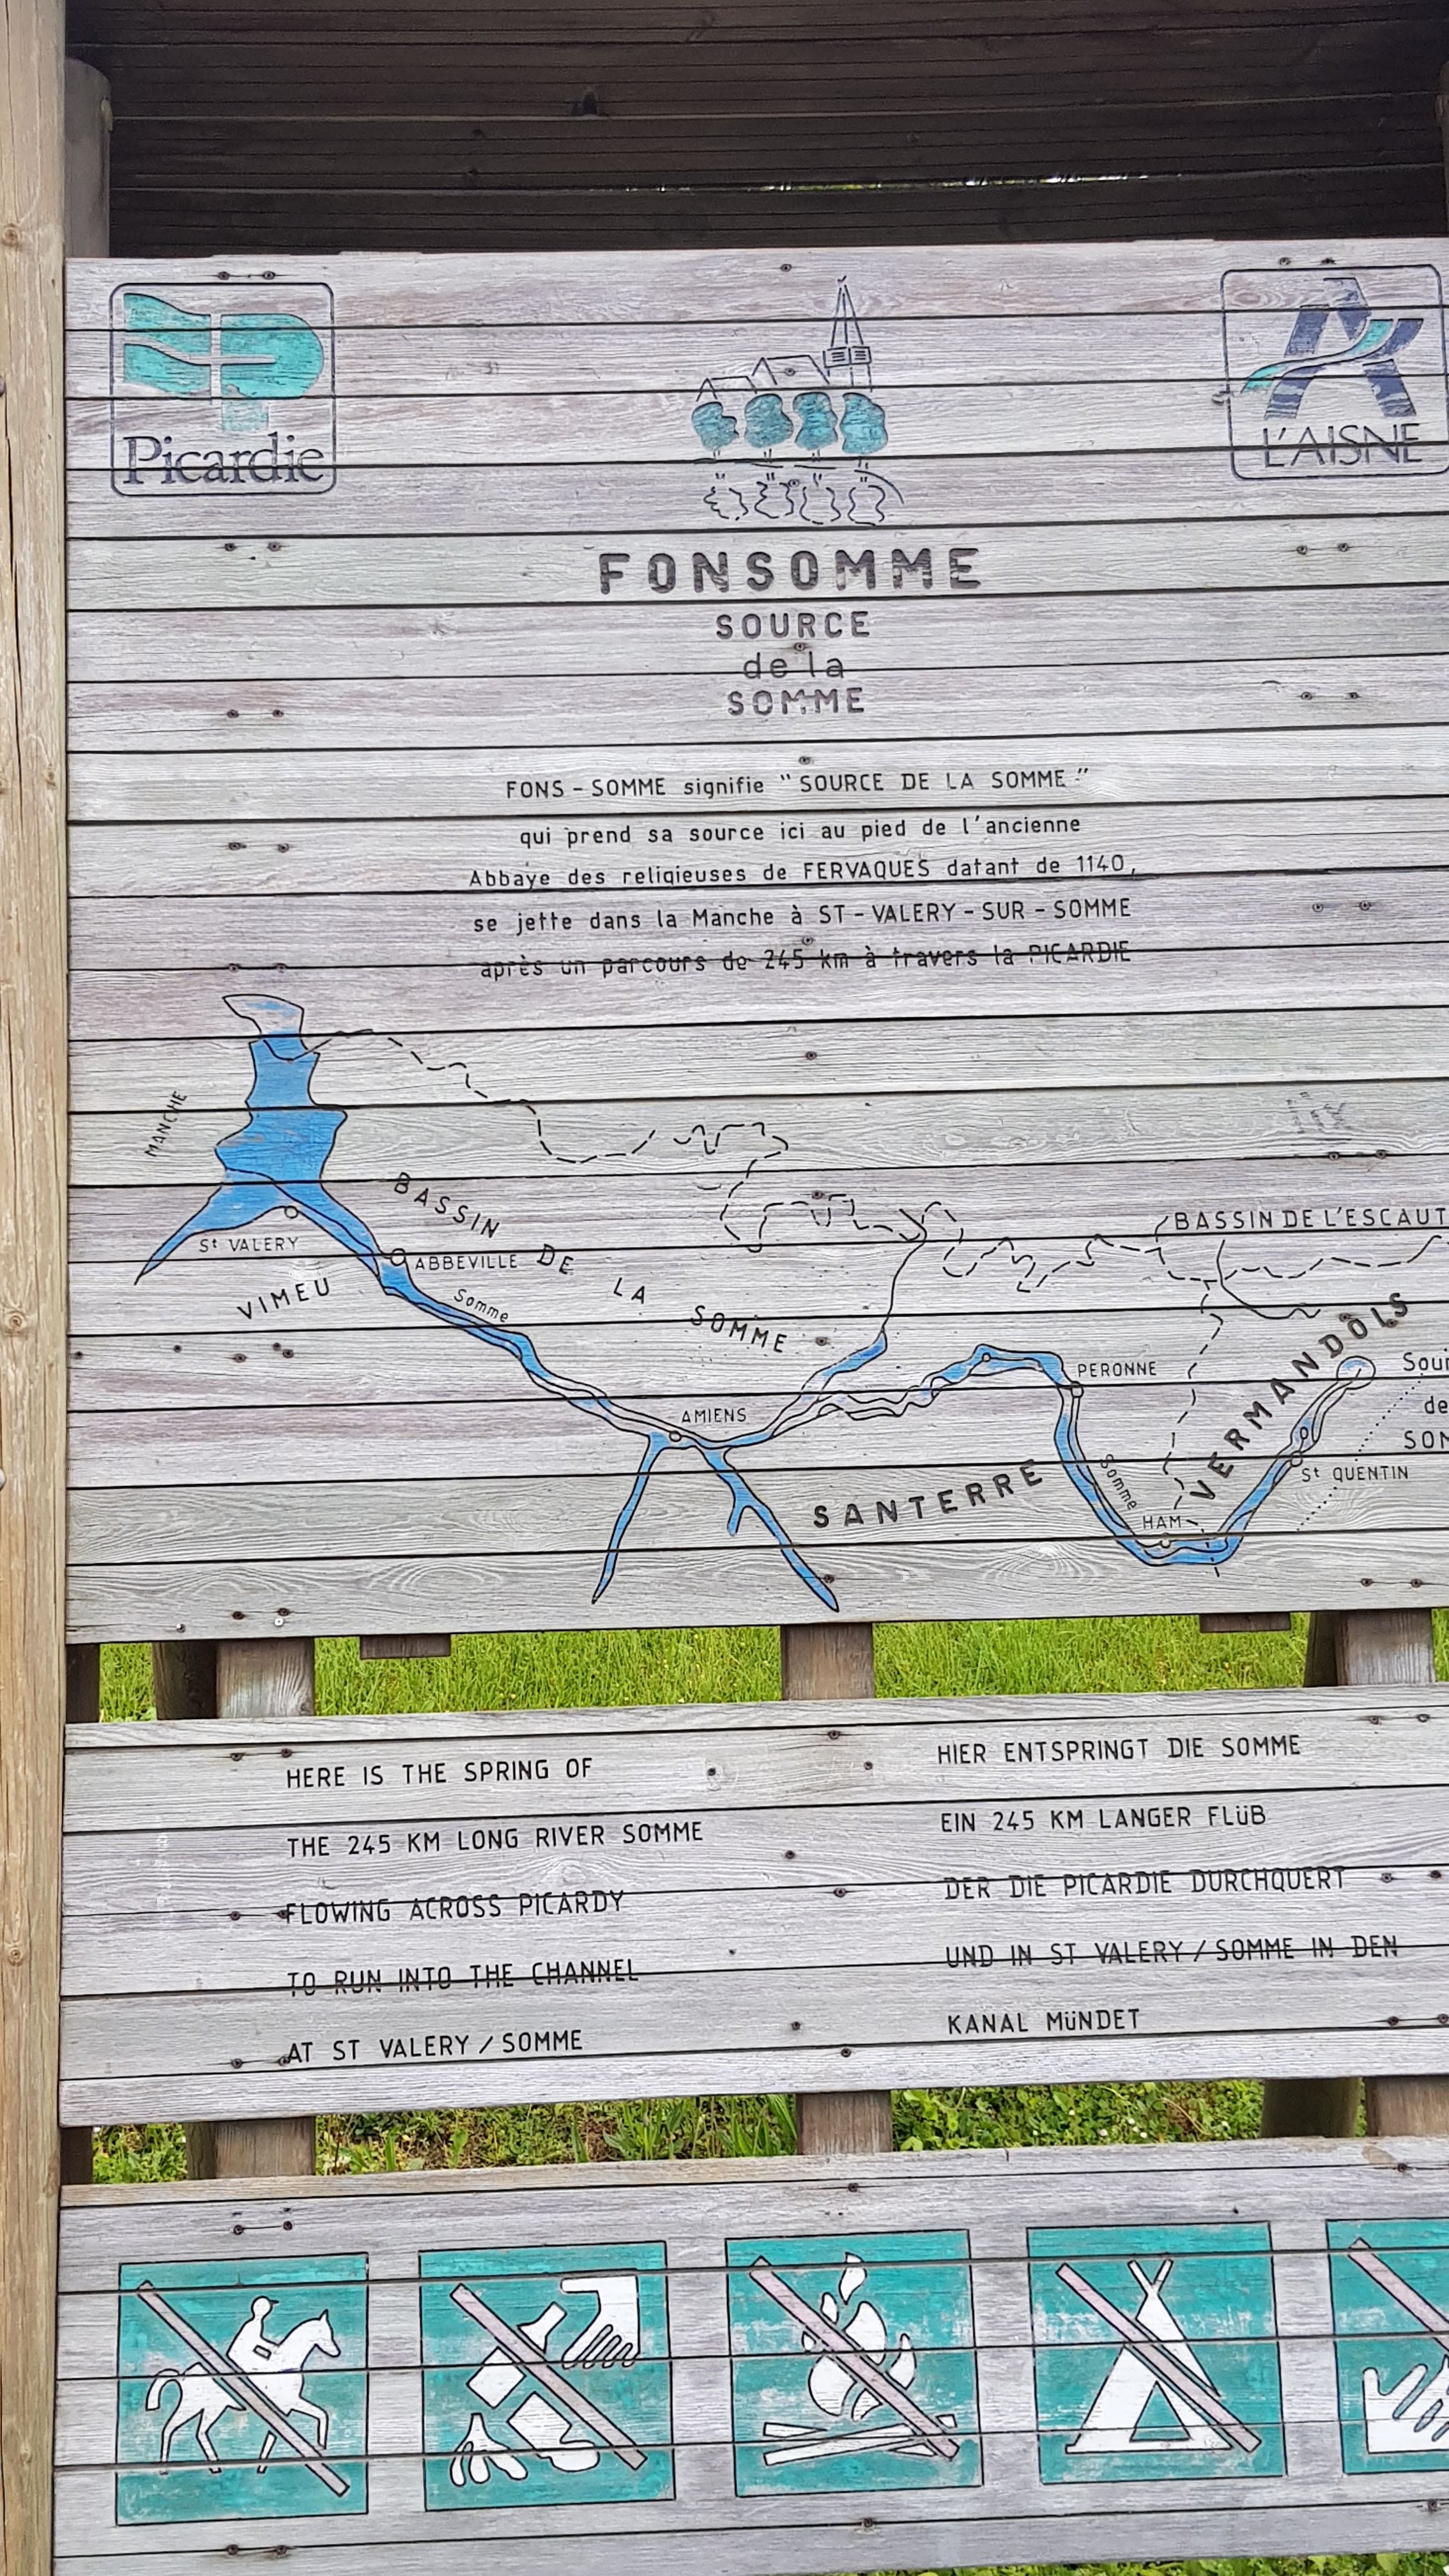 Picardie
L'AISNE
FONSOMME
SOURCE
de la
SOMME
FONS - SOMME signifie "SOURCE DE LA SOMME"
qui prend sa source ici au pied de l'ancienne
Abbaye des religieuses de FERVAQUES datant de 1140,
se jette dans la Manche à ST - VALERY - SUR - SOMME
après un parcours de 245 km à travers la PICARDIE
MANCHE
BASSIN DE LA SOMME
BASSIN DE L'ESCAUT
St VALERY
ABBEVILLE
VIMEU
Somme
AMIENS
PERONNE
SANTERRE
Somme
HAM
VERMANDOIS
St QUENTIN
de
HERE IS THE SPRING OF
THE 245 KM LONG RIVER SOMME
FLOWING ACROSS PICARDY
TO RUN INTO THE CHANNEL
AT ST VALERY / SOMME
HIER ENTSPRINGT DIE SOMME
EIN 245 KM LANGER FLÜB
DER DIE PICARDIE DURCHQUERT
UND IN ST VALERY / SOMME IN DEN
KANAL MÜNDET